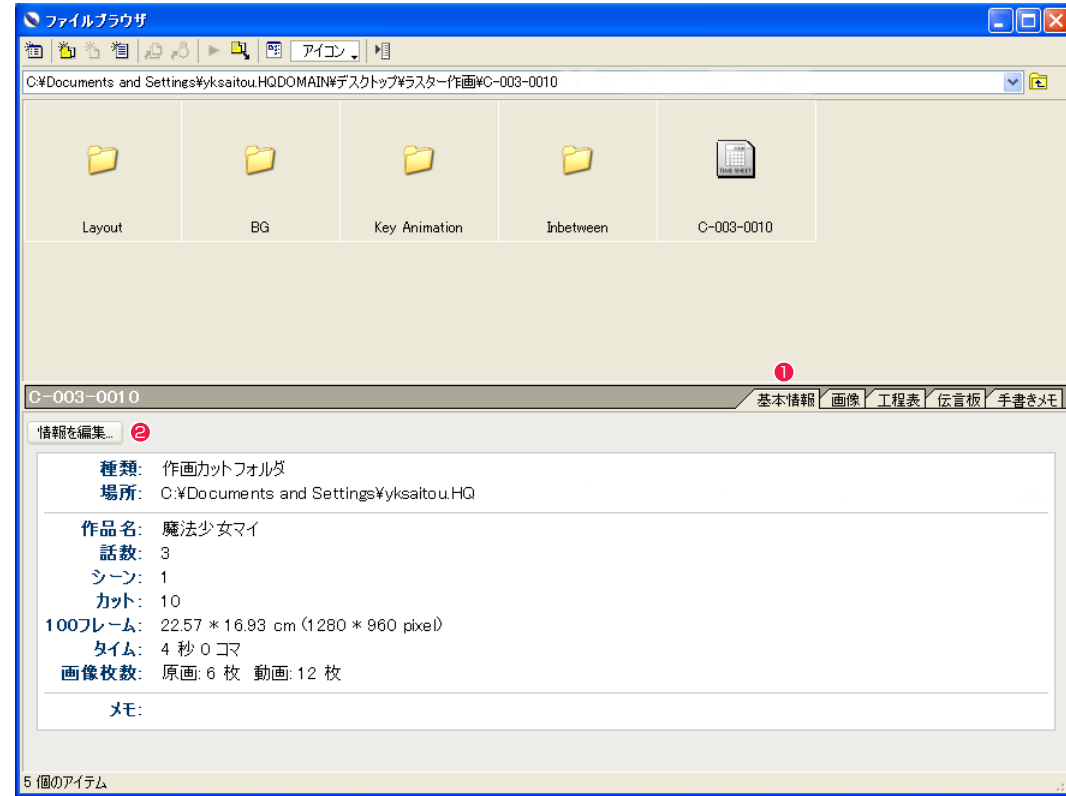 ファイルブラウザ
アイコン
C:¥Documents and Settings¥yksaitou.HQDOMAIN¥デスクトップ¥ラスター作画¥C-003-0010
Layout BG Key Animation Inbetween C-003-0010
TIME SHEET
❶
C-003-0010 基本情報 画像 工程表 伝言板 手書きメモ
情報を編集... ❷
種類: 作画カットフォルダ
場所: C:¥Documents and Settings¥yksaitou.HQ
作品名: 魔法少女マイ
話数: 3
シーン: 1
カット: 10
100フレーム: 22.57 * 16.93 cm (1280 * 960 pixel)
タイム: 4 秒 0 コマ
画像枚数: 原画: 6 枚 動画: 12 枚
メモ:
5 個のアイテム